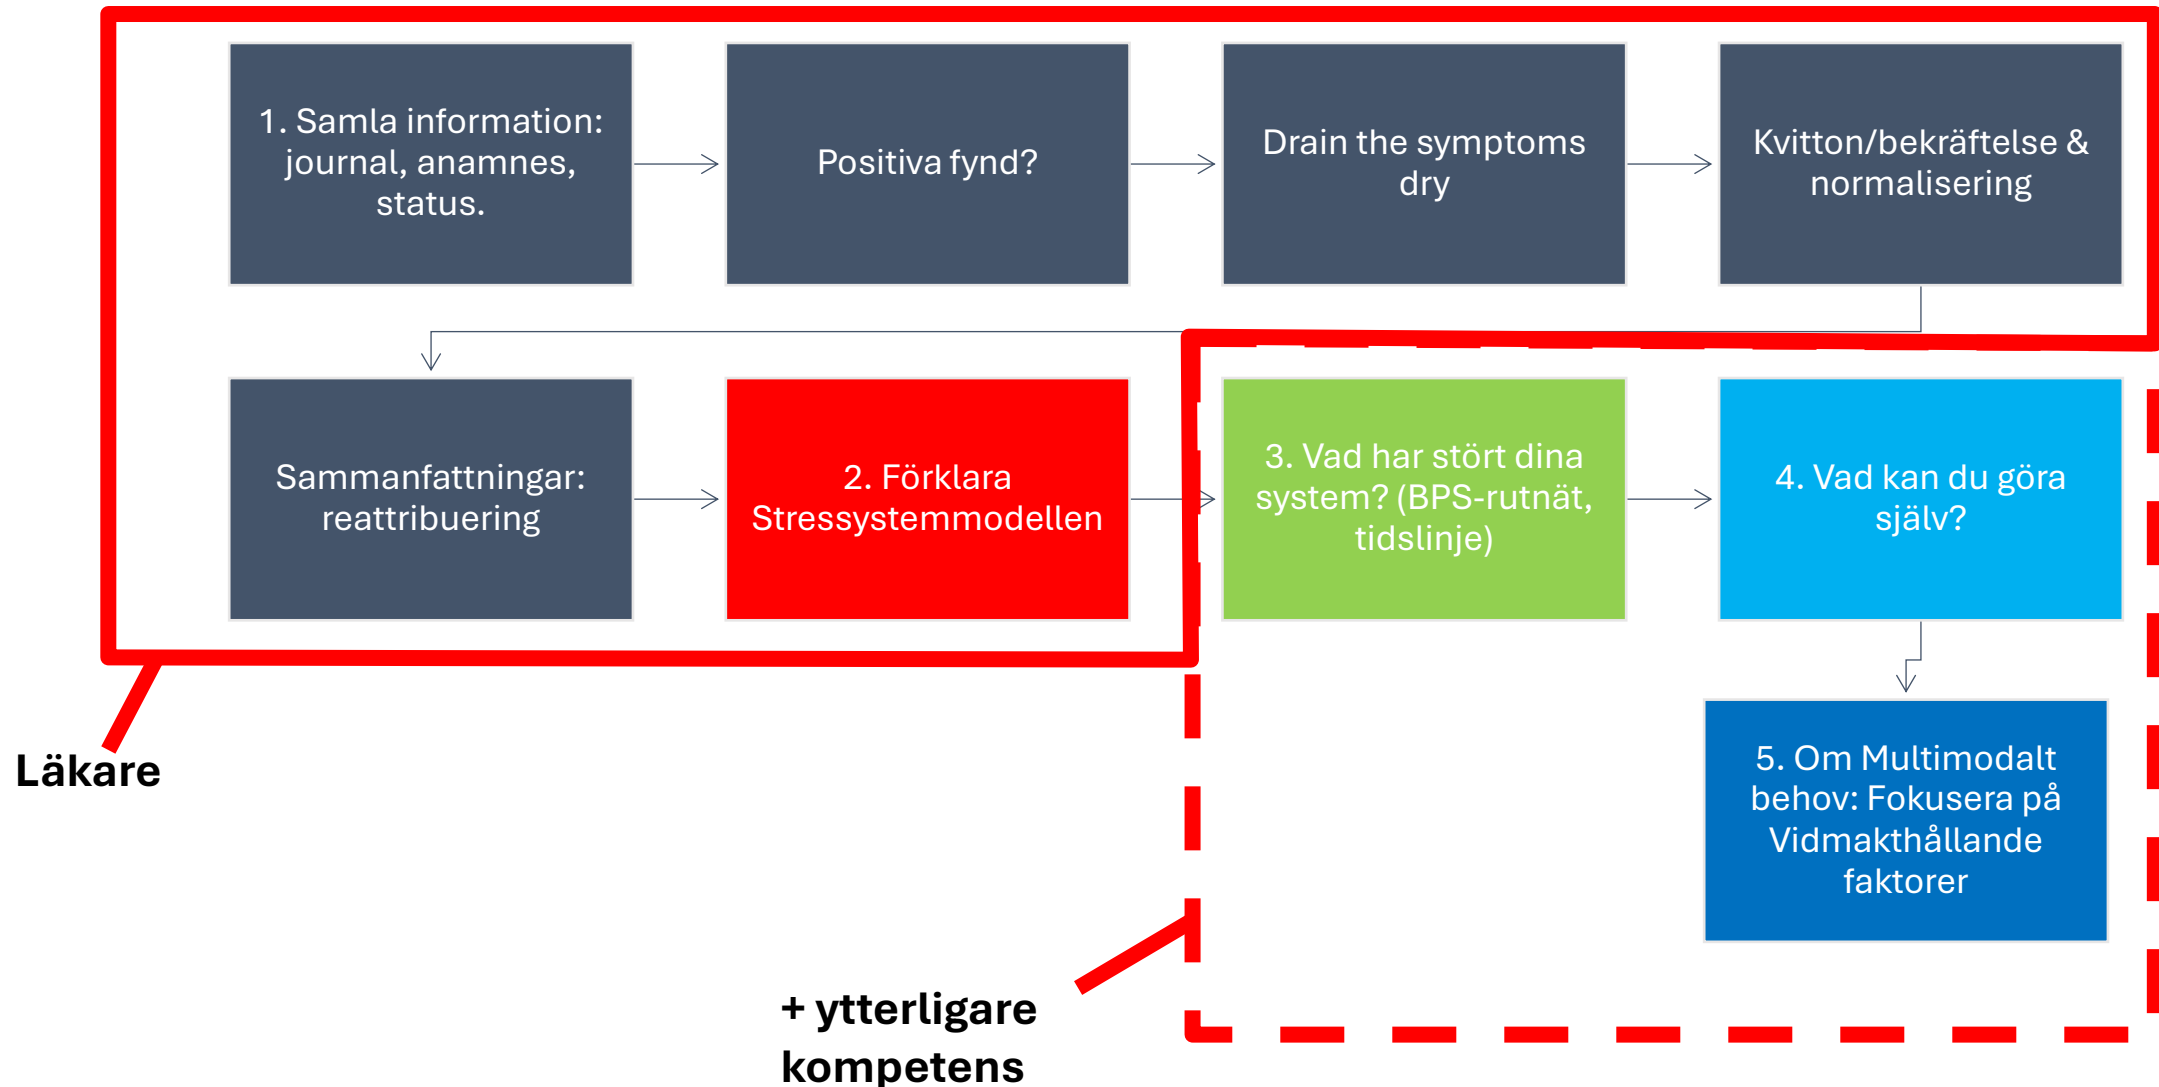 1. Samla information:
journal, anamnes,
status.
Positiva fynd?
Drain the symptoms
dry
Kvitton/bekräftelse &
normalisering
Sammanfattningar:
reattribuering
2. Förklara
Stressystemmodellen
3. Vad har stört dina
system? (BPS-rutnät,
tidslinje)
4. Vad kan du göra
själv?
5. Om Multimodalt
behov: Fokusera på
Vidmakthållande
faktorer
Läkare
+ ytterligare
kompetens